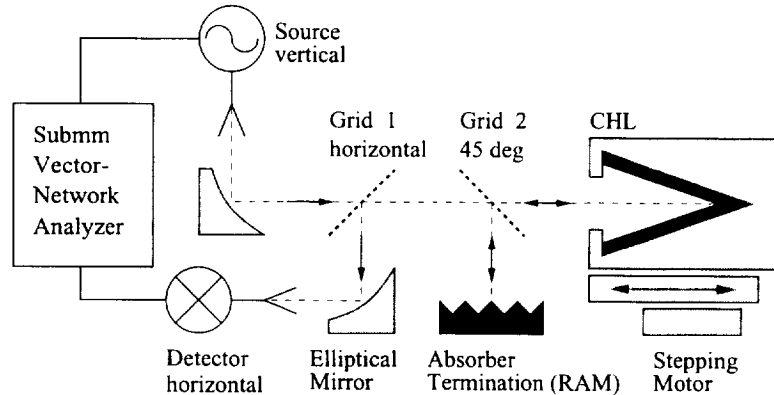 Source
vertical
Submm
Vector-
Network
Analyzer
Grid 1
horizontal
Grid 2
45 deg
CHL
Detector
horizontal
Elliptical
Mirror
Absorber
Termination (RAM)
Stepping
Motor